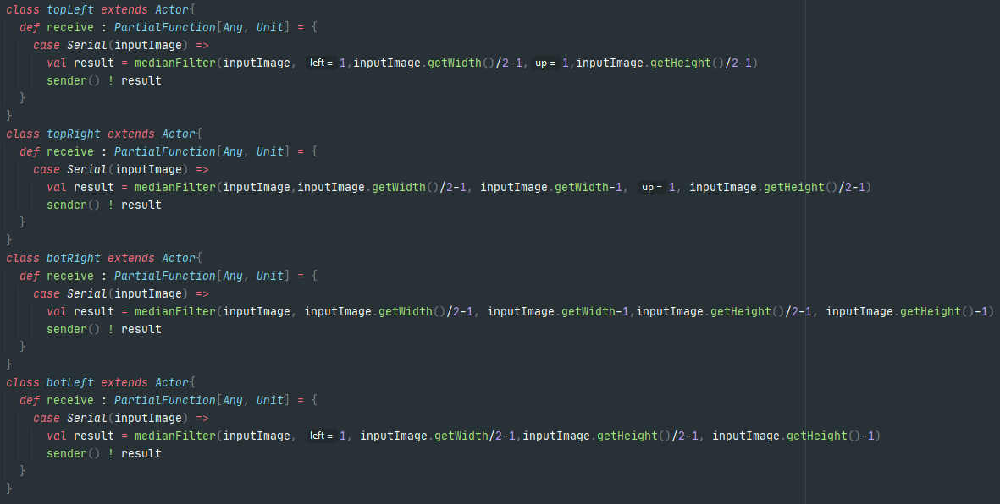 class topLeft extends Actor{
  def receive : PartialFunction[Any, Unit] = {
    case Serial(inputImage) =>
      val result = medianFilter(inputImage, left = 1,inputImage.getWidth()/2-1, up = 1,inputImage.getHeight()/2-1)
      sender() ! result
  }
}
class topRight extends Actor{
  def receive : PartialFunction[Any, Unit] = {
    case Serial(inputImage) =>
      val result = medianFilter(inputImage,inputImage.getWidth()/2-1, inputImage.getWidth-1, up = 1, inputImage.getHeight()/2-1)
      sender() ! result
  }
}
class botRight extends Actor{
  def receive : PartialFunction[Any, Unit] = {
    case Serial(inputImage) =>
      val result = medianFilter(inputImage, inputImage.getWidth()/2-1, inputImage.getWidth-1,inputImage.getHeight()/2-1, inputImage.getHeight()-1)
      sender() ! result
  }
}
class botLeft extends Actor{
  def receive : PartialFunction[Any, Unit] = {
    case Serial(inputImage) =>
      val result = medianFilter(inputImage, left = 1, inputImage.getWidth/2-1,inputImage.getHeight()/2-1, inputImage.getHeight()-1)
      sender() ! result
  }
}